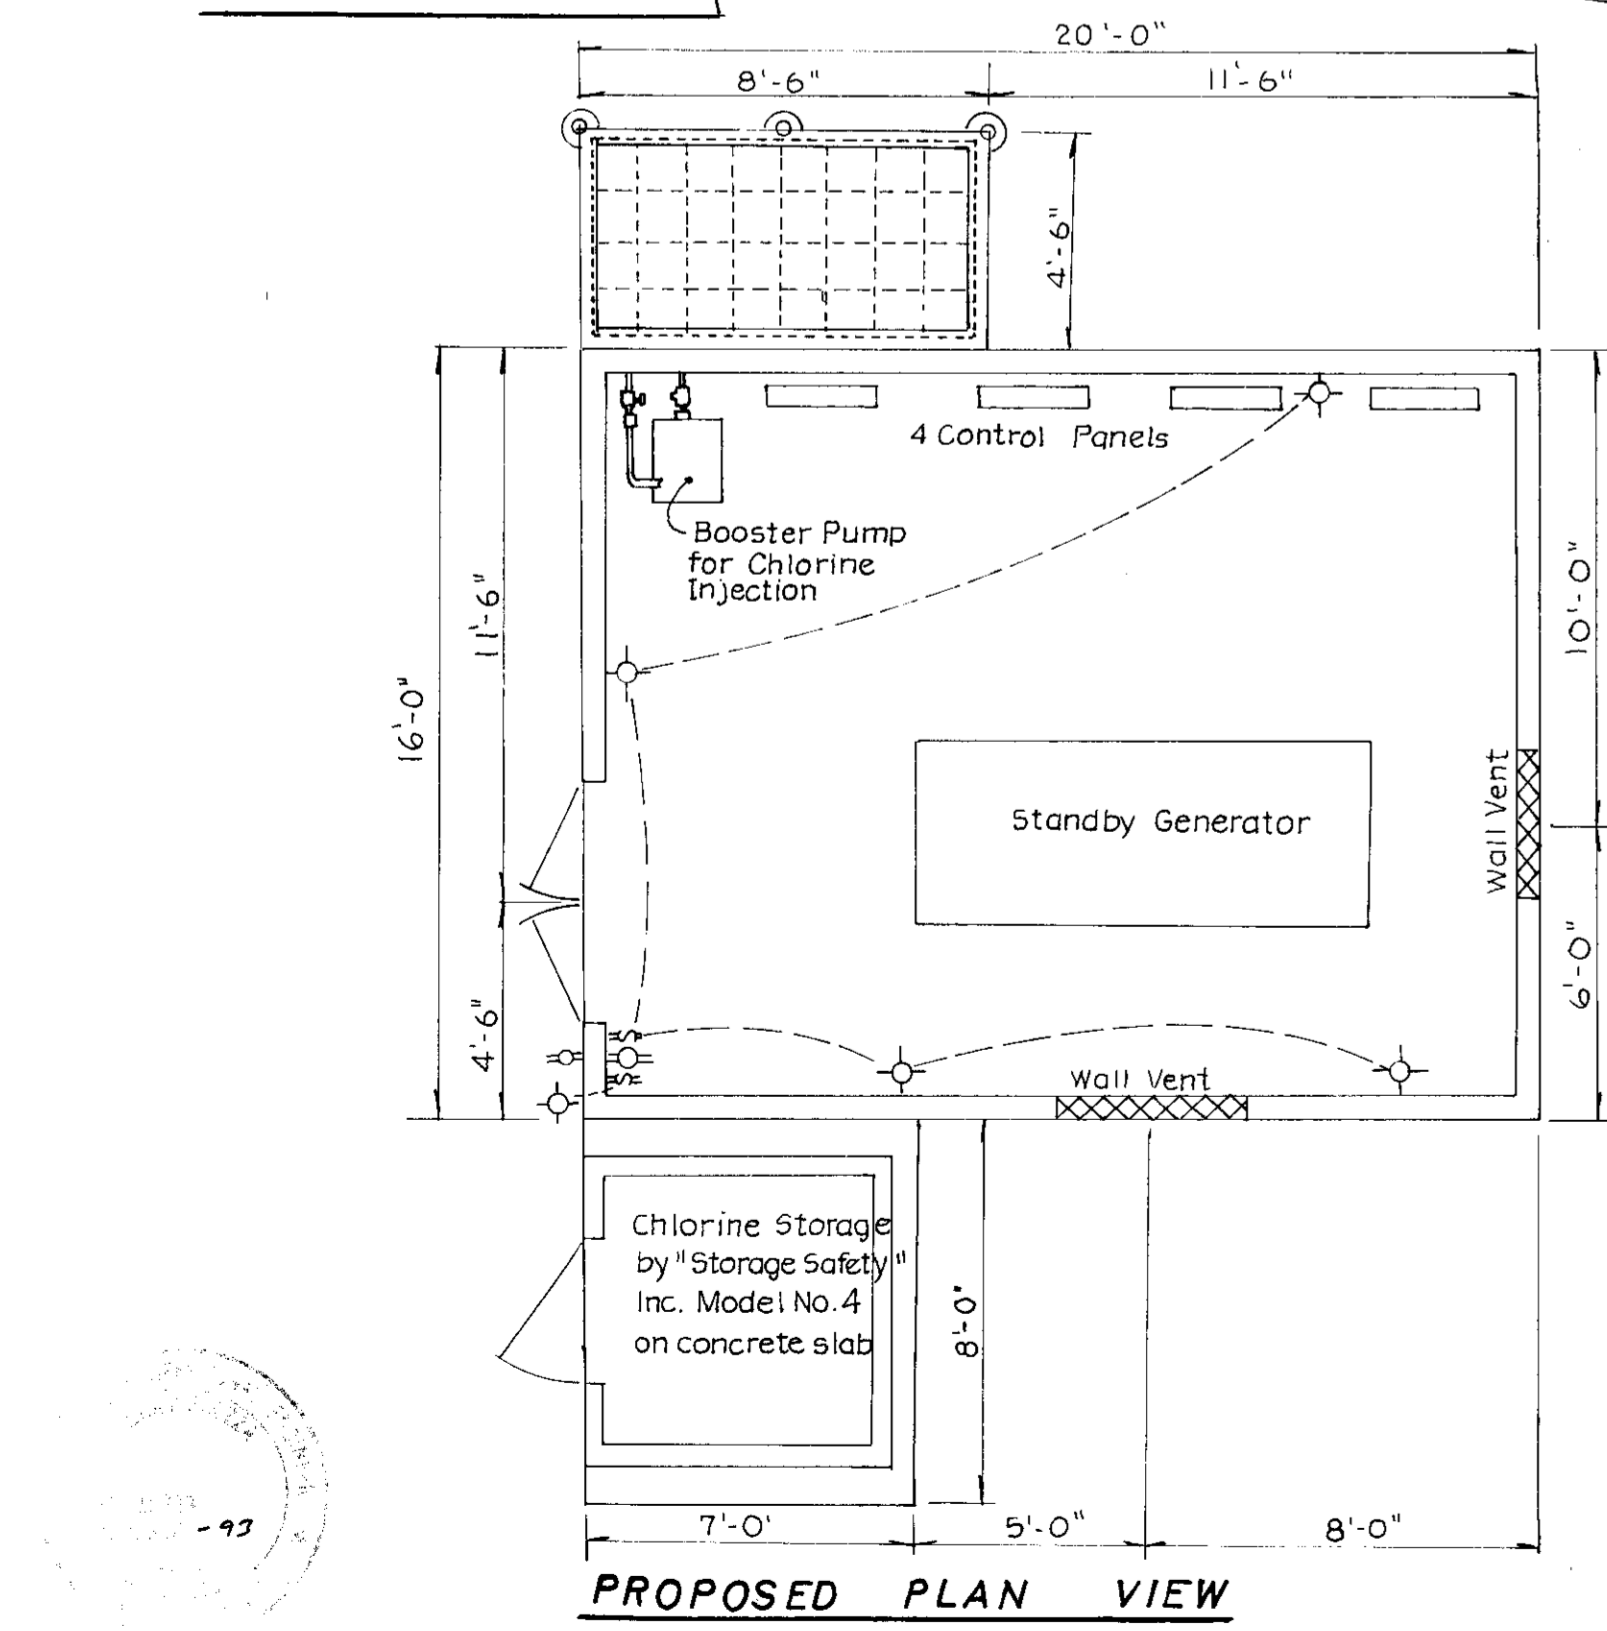 20'-0"
8'-6"
11'-6"
4'-6"
4 Control Panels
Booster Pump
for Chlorine
Injection
11'-6"
16'-0"
10'-0"
Standby Generator
Wall Vent
4'-6"
6'-0"
Wall Vent
Chlorine Storage
by "Storage Safety"
Inc. Model No. 4
on concrete slab
8'-0"
-93
7'-0'
5'-0"
8'-0"
PROPOSED PLAN VIEW